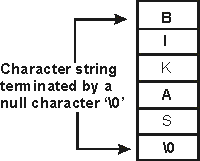 B
I
K
Character string
terminated by a
null character '\0'
A
S
\0